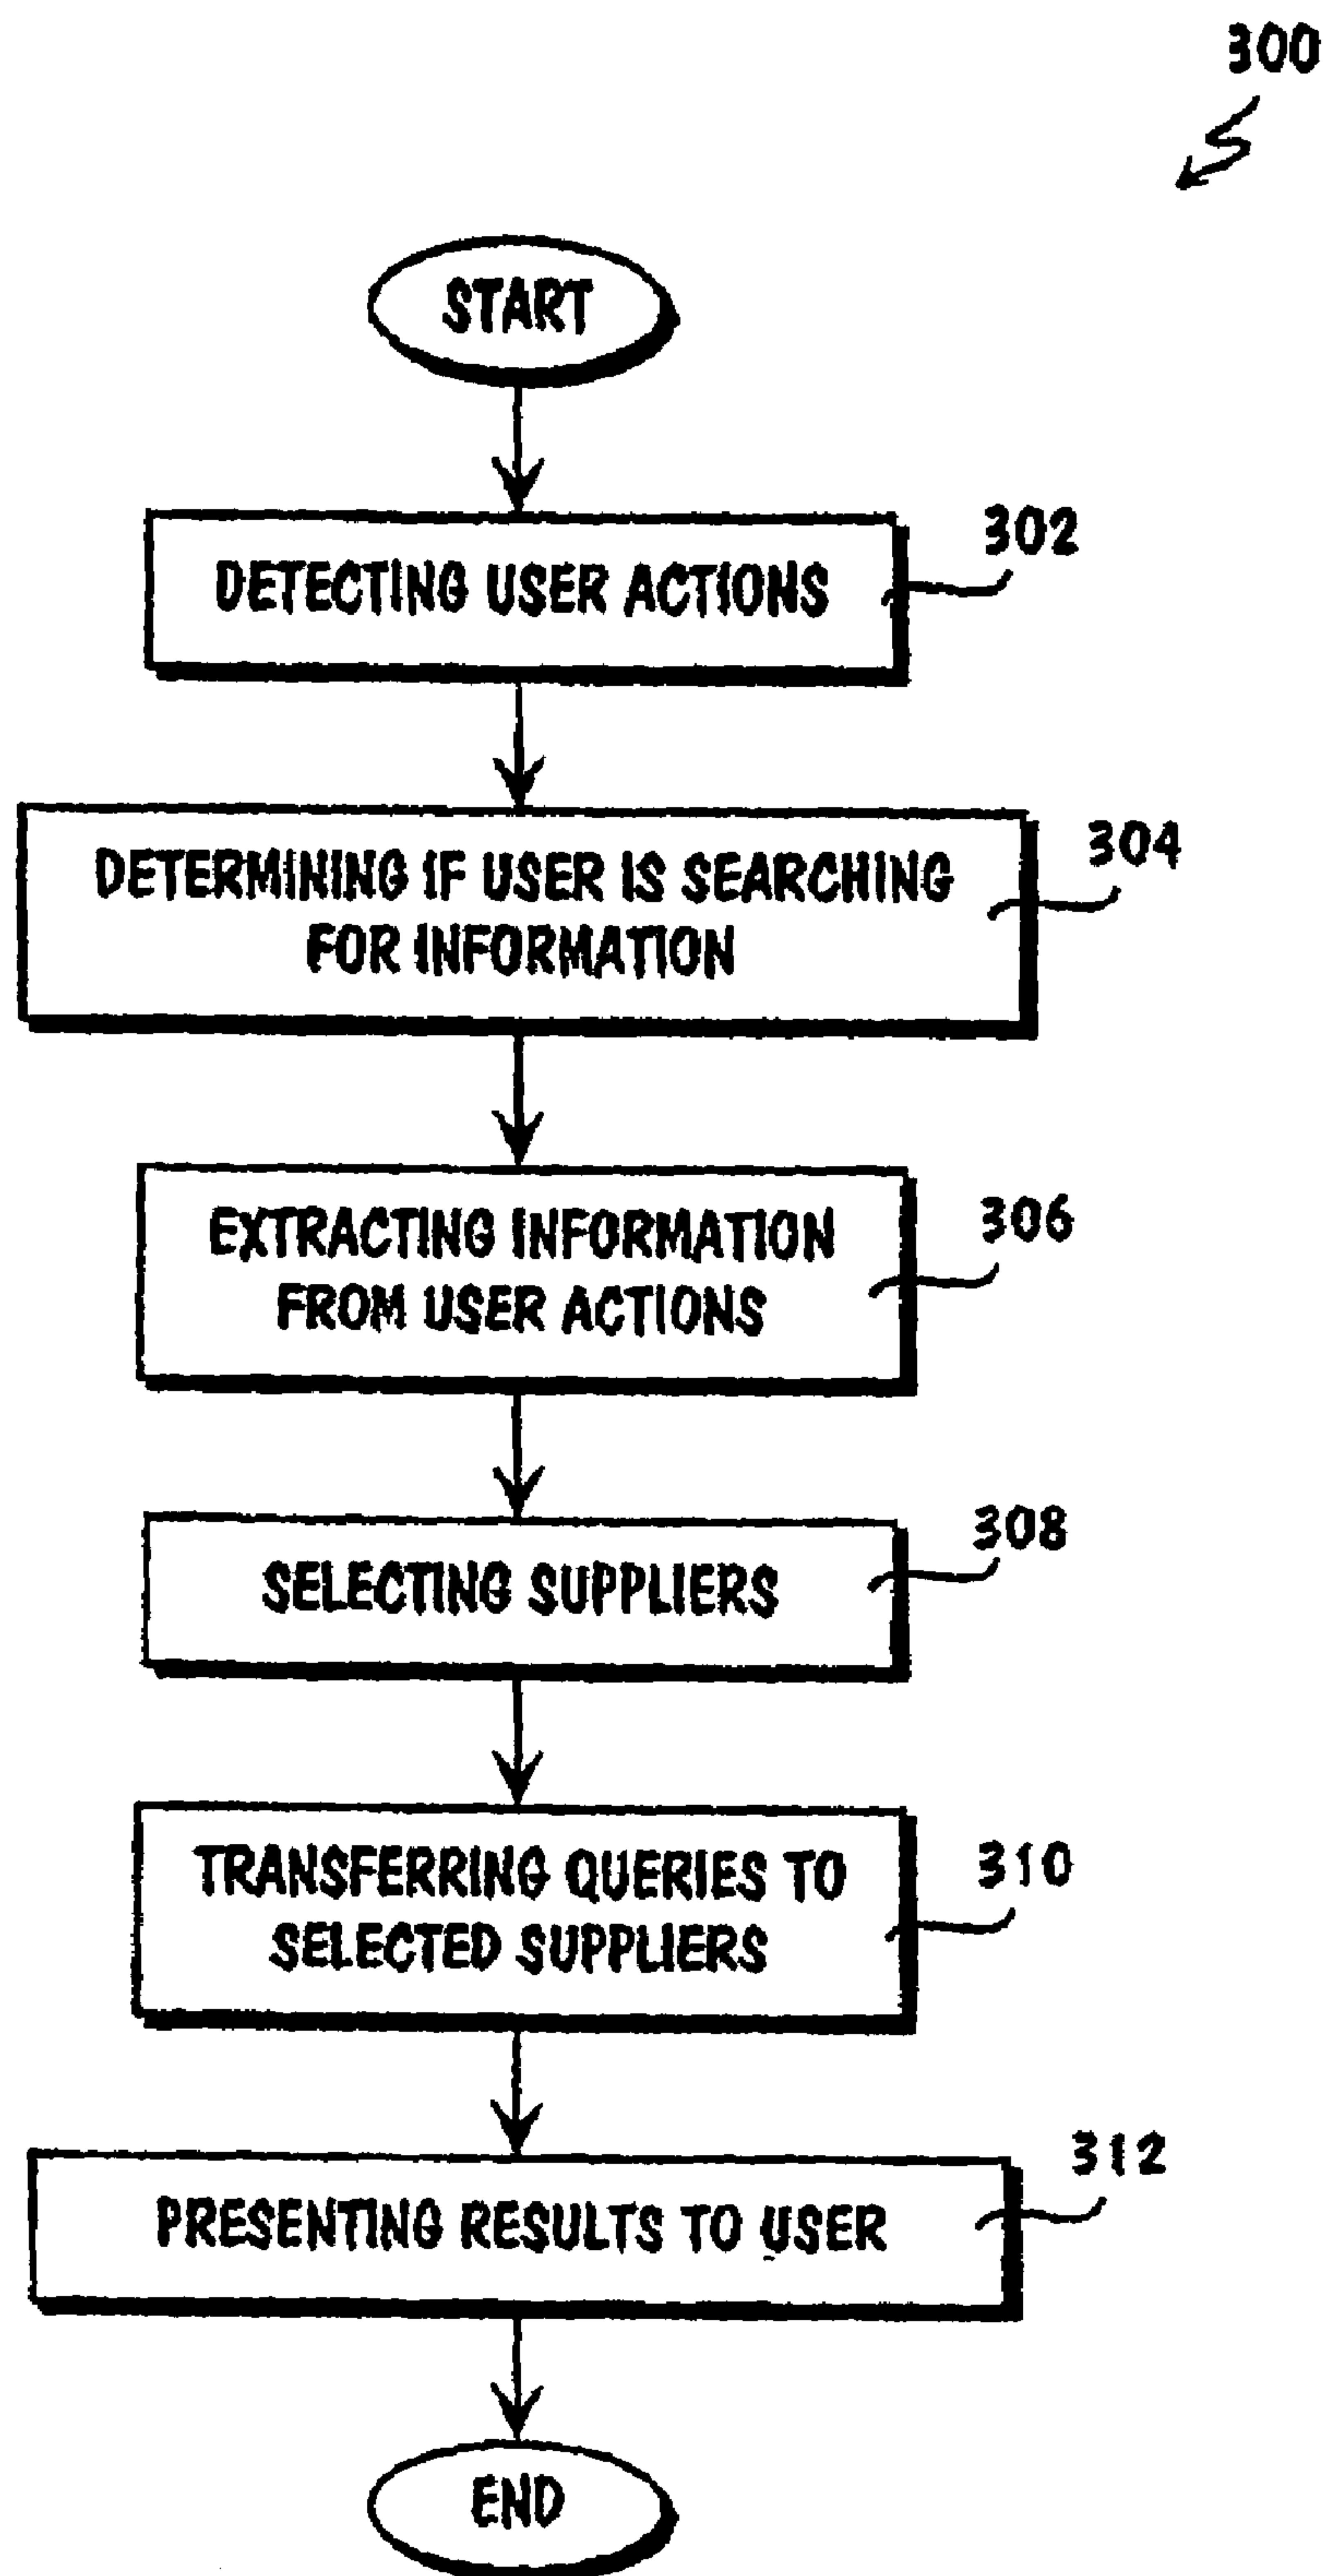 300
START
302
DETECTING USER ACTIONS
304
DETERMINING IF USER IS SEARCHING
FOR INFORMATION
306
EXTRACTING INFORMATION
FROM USER ACTIONS
308
SELECTING SUPPLIERS
310
TRANSFERRING QUERIES TO
SELECTED SUPPLIERS
312
PRESENTING RESULTS TO USER
END